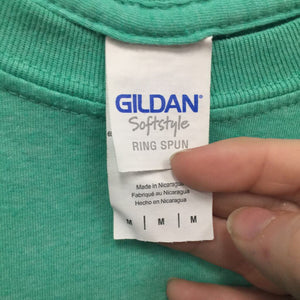 GILDAN®
Softstyle
RING SPUN
Made in Nicaragua
Fabriqué au Nicaragua
Hecho en Nicaragua
M | M | M